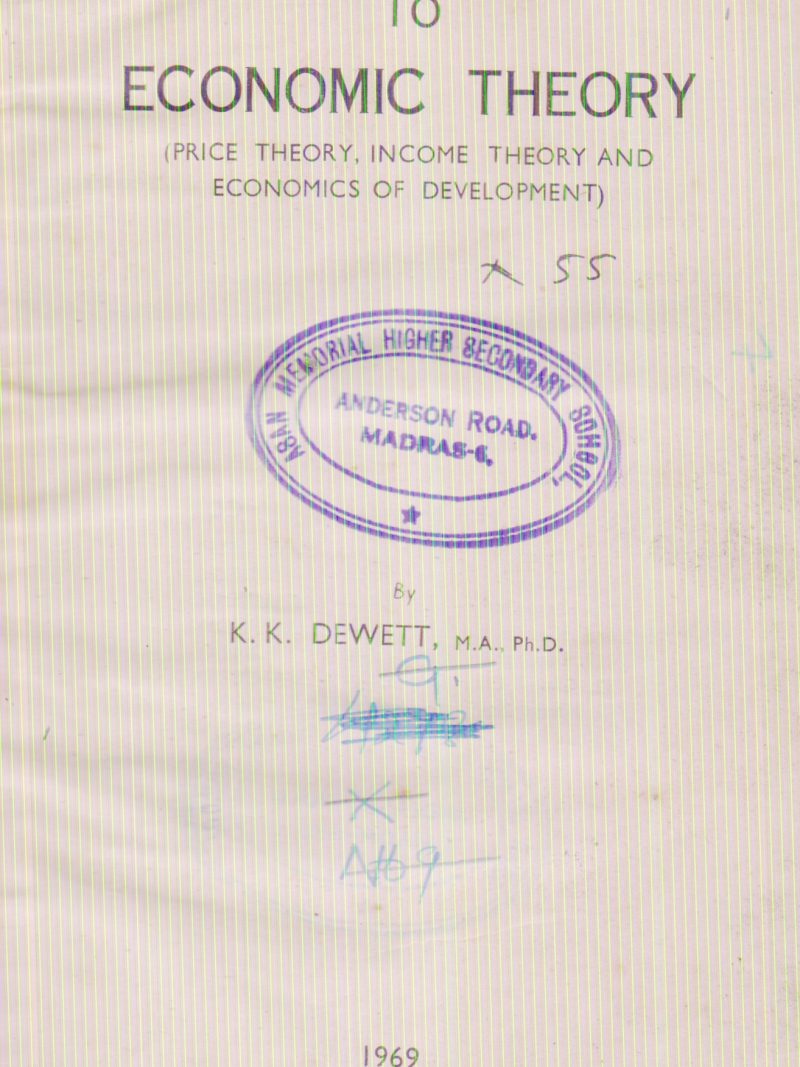 TO
ECONOMIC THEORY
(PRICE THEORY, INCOME THEORY AND
ECONOMICS OF DEVELOPMENT)
55
ABAN MEMORIAL HIGHER SECONDARY SCHOOL,
ANDERSON ROAD.
MADRAS-6.
By
K. K. DEWETT, M.A., Ph.D.
1969